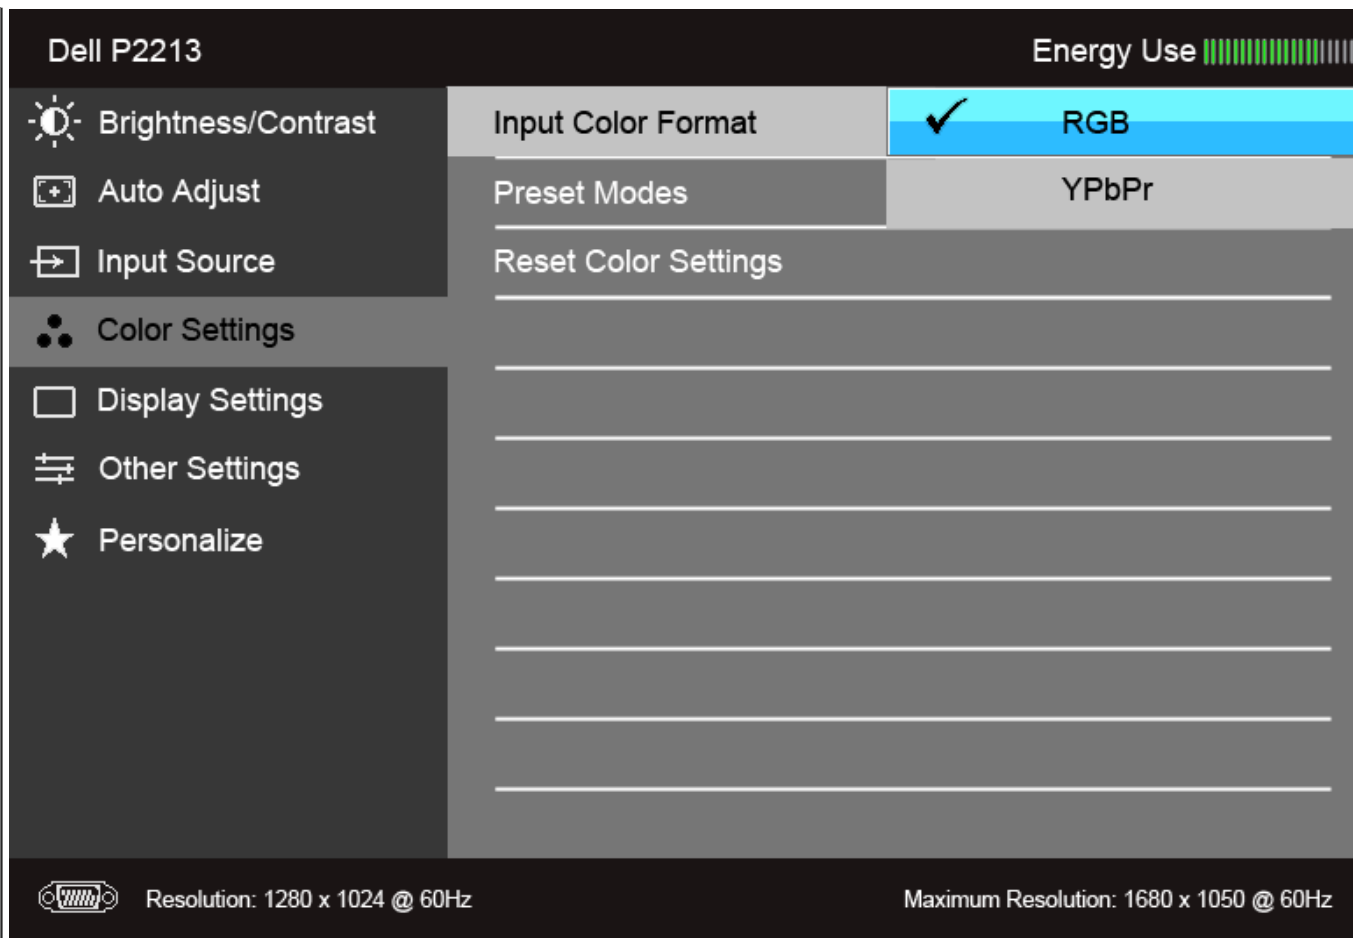 Dell P2213
Energy Use
Brightness/Contrast
Input Color Format
RGB
Auto Adjust
Preset Modes
YPbPr
Input Source
Reset Color Settings
Color Settings
Display Settings
Other Settings
Personalize
Resolution: 1280 x 1024 @ 60Hz
Maximum Resolution: 1680 x 1050 @ 60Hz